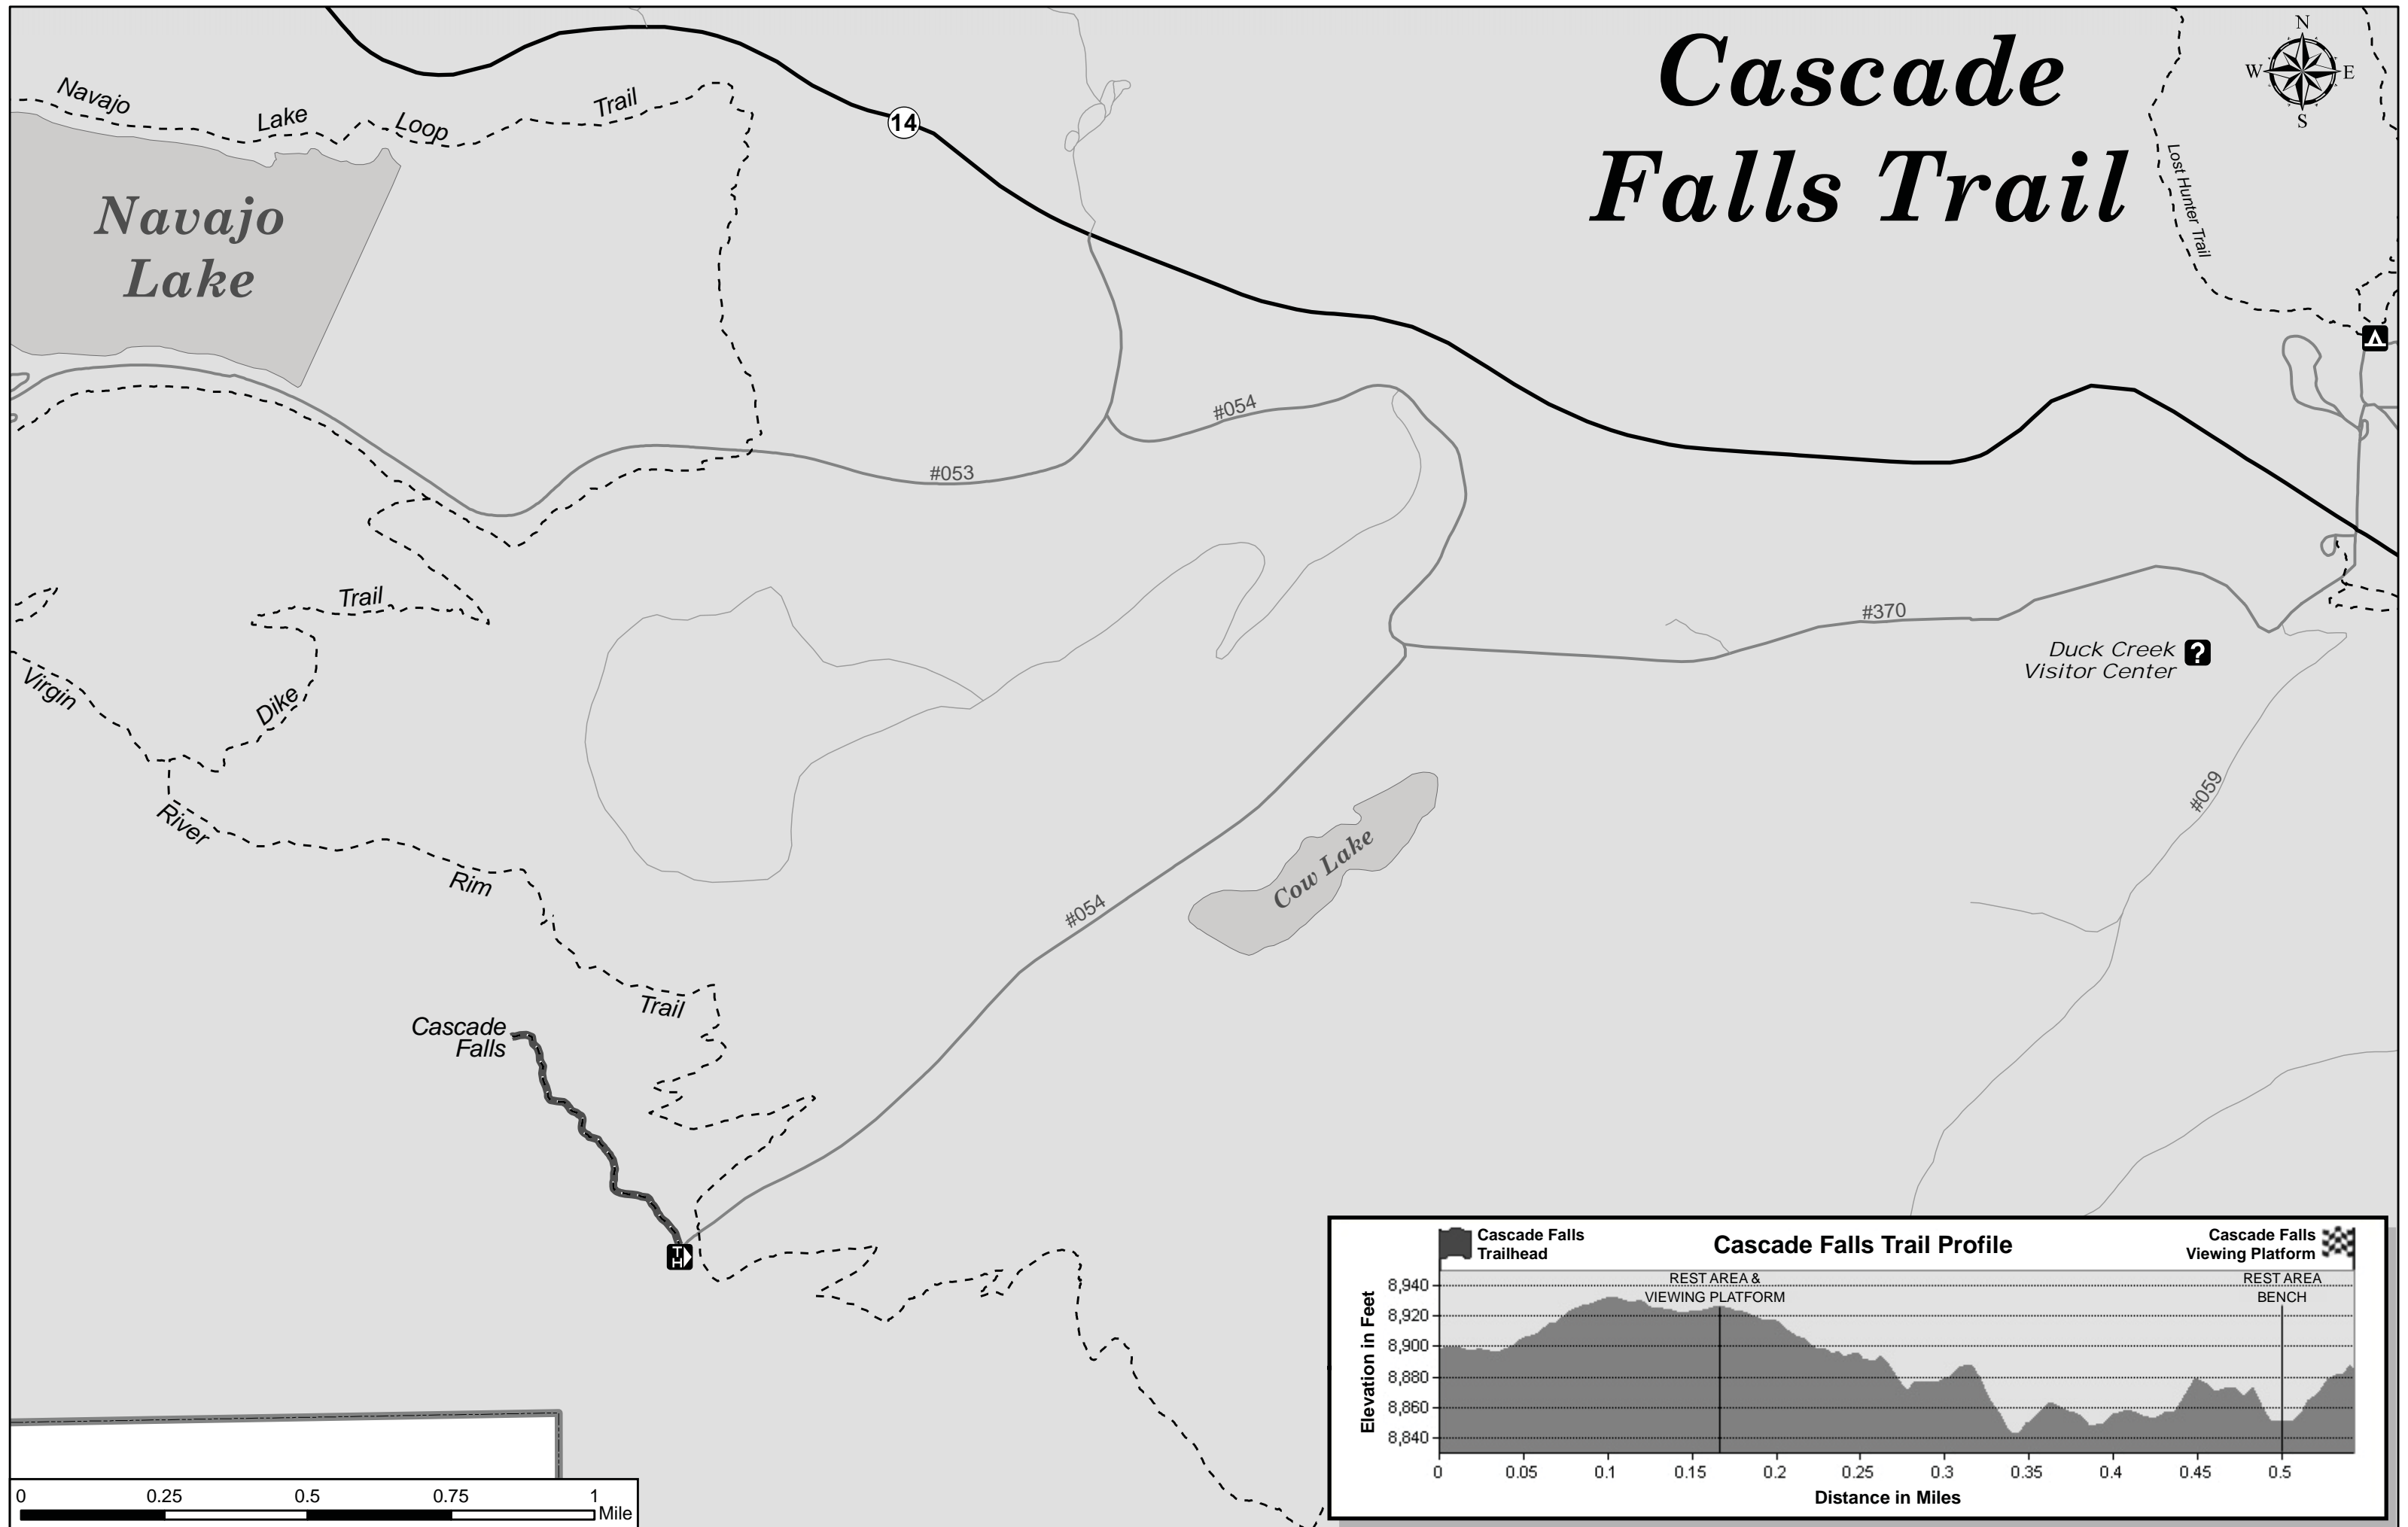 Cascade
Falls Trail
N
W
E
S
Navajo
Lake
Loop
Trail
14
Navajo
Lake
Lost Hunter Trail
#054
#053
Trail
#370
Duck Creek
Visitor Center
?
Virgin
Dike
River
#059
Cow Lake
Rim
#054
Trail
Cascade
Falls
TH
Cascade Falls
Trailhead
Cascade Falls Trail Profile
Cascade Falls
Viewing Platform
REST AREA &
VIEWING PLATFORM
REST AREA
BENCH
Elevation in Feet
8,940
8,920
8,900
8,880
8,860
8,840
0 0.05 0.1 0.15 0.2 0.25 0.3 0.35 0.4 0.45 0.5
Distance in Miles
0 0.25 0.5 0.75 1
Mile